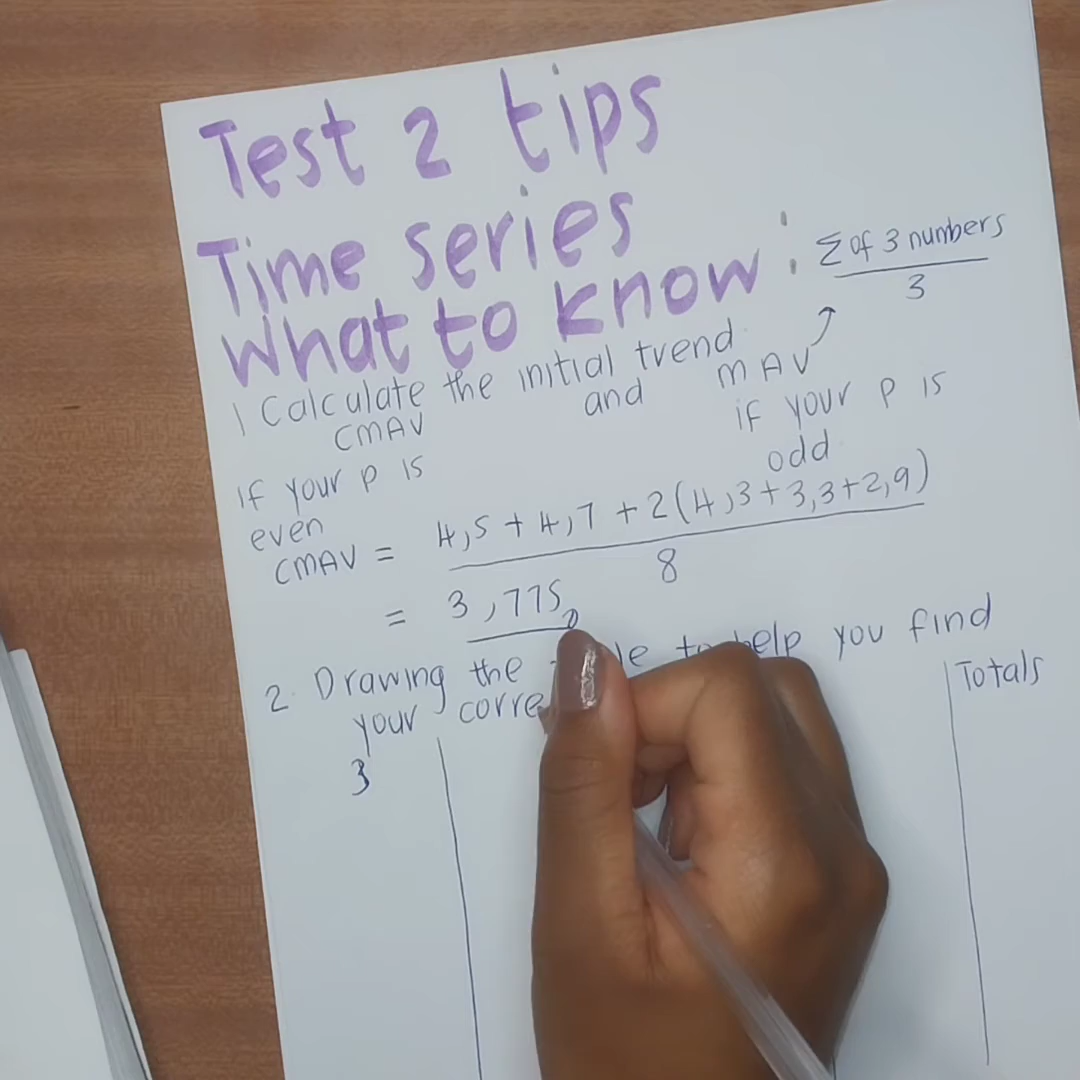 Test 2 tips
Time series
What to know :
Σ of 3 numbers
3
1 Calculate the initial trend
CMAV and MAV
if your p is even
if your p is odd
CMAV = 4,5 + 4,7 + 2(4,3+3,3+2,9)
8
= 3,775
2. Drawing the to help you find
your
3
Totals